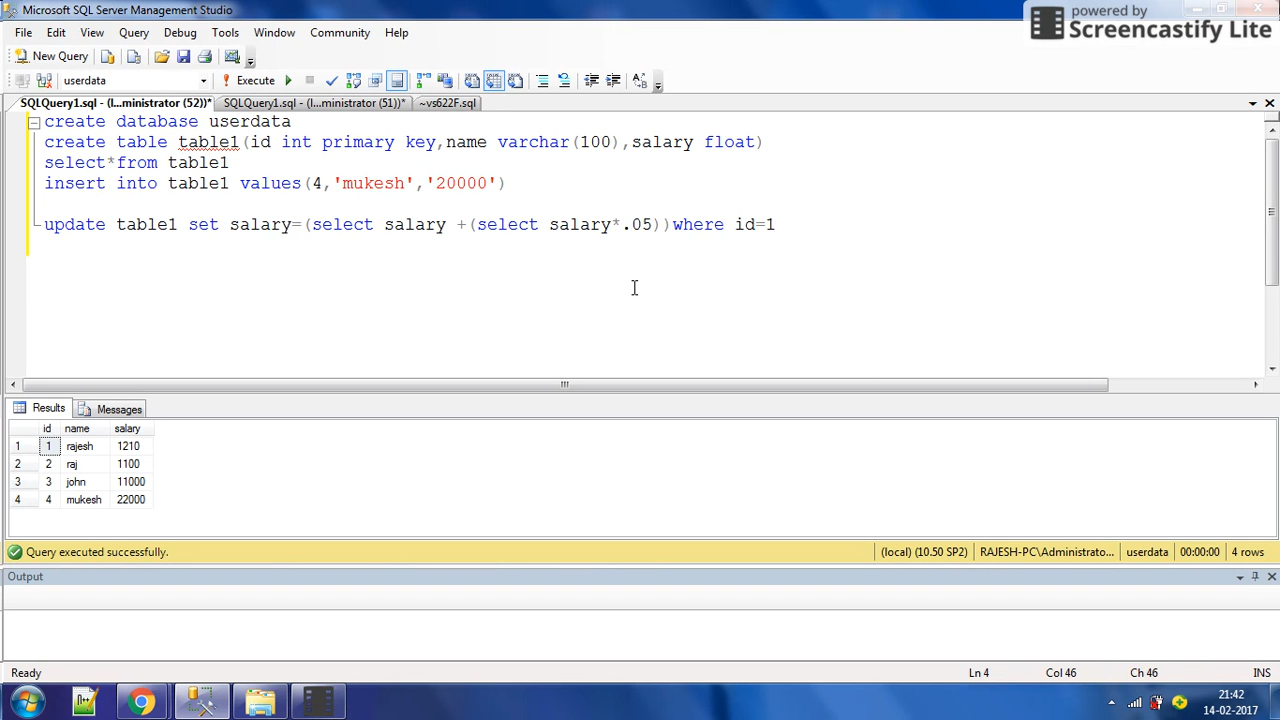 Microsoft SQL Server Management Studio
powered by
Screencastify Lite
File Edit View Query Debug Tools Window Community Help
New Query
userdata Execute
SQLQuery1.sql - (l...ministrator (52))* SQLQuery1.sql - (l...ministrator (51))* ~vs622F.sql
create database userdata
create table table1(id int primary key,name varchar(100),salary float)
select*from table1
insert into table1 values(4,'mukesh','20000')
update table1 set salary=(select salary +(select salary*.05))where id=1
Results Messages
id name salary
1 1 rajesh 1210
2 2 raj 1100
3 3 john 11000
4 4 mukesh 22000
Query executed successfully. (local) (10.50 SP2) RAJESH-PC\Administrato... userdata 00:00:00 4 rows
Output
Ready Ln 4 Col 46 Ch 46 INS
21:42
14-02-2017